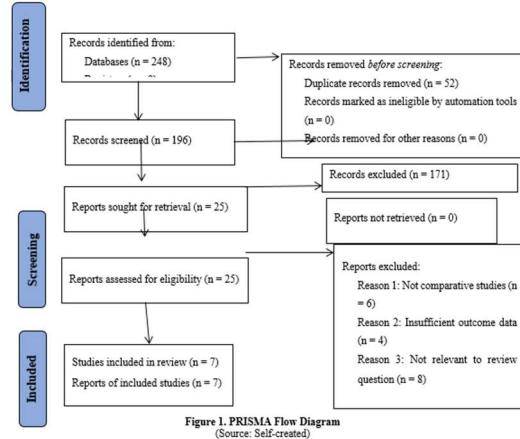 Identification
Records identified from:
Databases (n = 248)
Records removed before screening:
Duplicate records removed (n = 52)
Records marked as ineligible by automation tools
(n = 0)
Records removed for other reasons (n = 0)
Records screened (n = 196)
Records excluded (n = 171)
Screening
Reports sought for retrieval (n = 25)
Reports not retrieved (n = 0)
Reports assessed for eligibility (n = 25)
Reports excluded:
Reason 1: Not comparative studies (n
= 6)
Reason 2: Insufficient outcome data
(n = 4)
Reason 3: Not relevant to review
question (n = 8)
Included
Studies included in review (n = 7)
Reports of included studies (n = 7)
Figure 1. PRISMA Flow Diagram
(Source: Self-created)